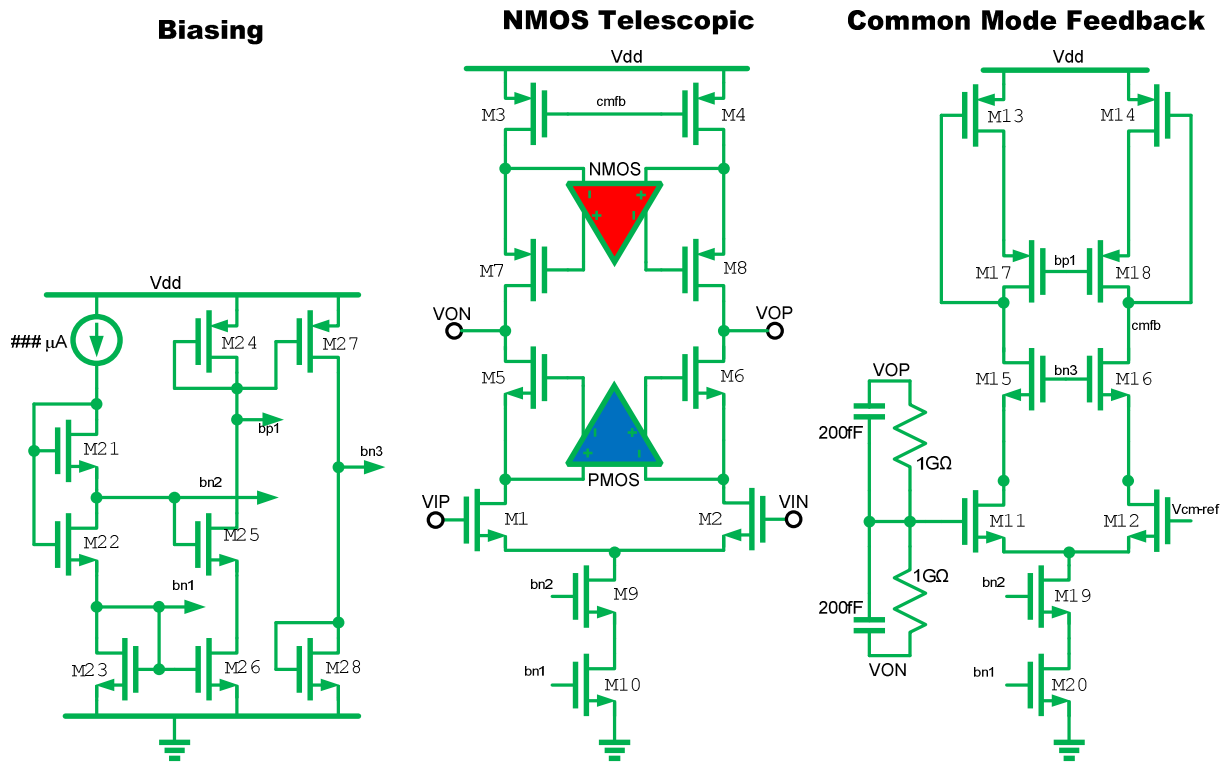 Biasing
NMOS Telescopic
Common Mode Feedback
Vdd
Vdd
M3
cmfb
M4
M13
M14
NMOS
- +
+ -
M7
M8
M17
bp1
M18
Vdd
VON
VOP
cmfb
### μA
M24
M27
M5
M6
M15
bn3
M16
VOP
bp1
200fF
M21
bn3
- +
+ -
1GΩ
bn2
PMOS
VIP
M1
M2
VIN
M11
M12
Vcm-ref
M22
M25
bn1
bn2
M9
1GΩ
bn2
M19
200fF
M23
M26
M28
bn1
M10
VON
bn1
M20